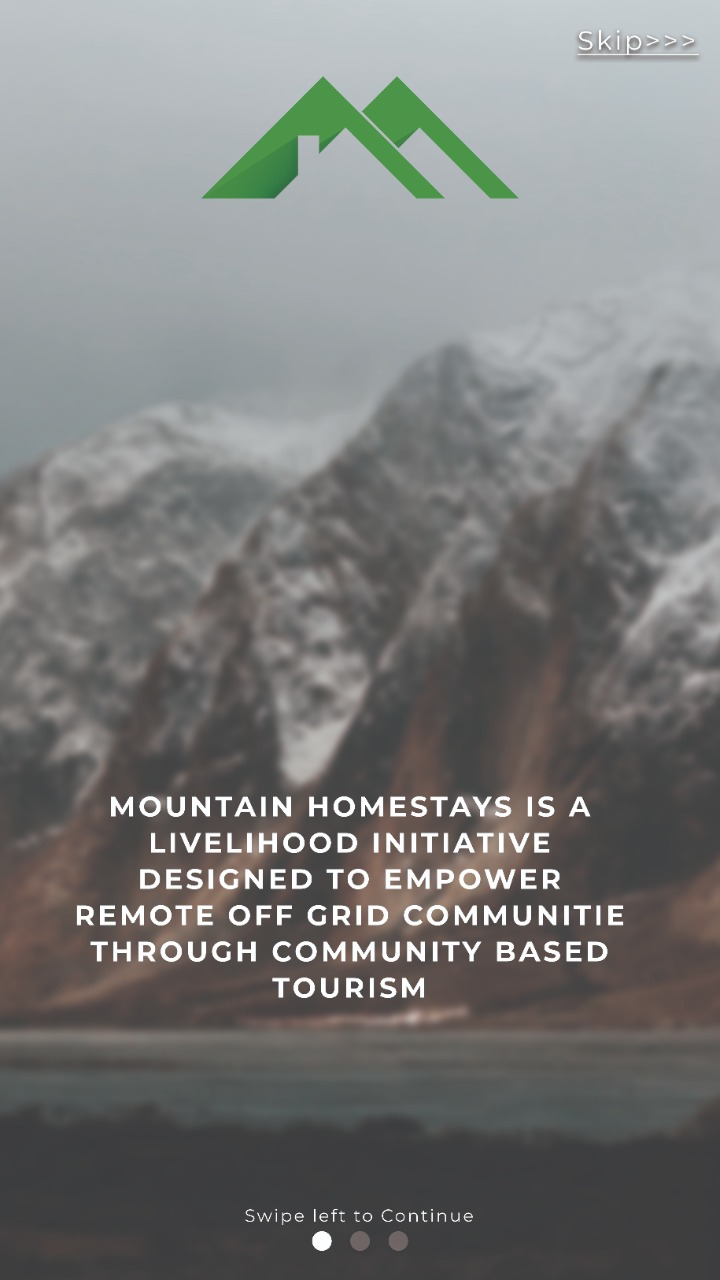 Skip>>>
MOUNTAIN HOMESTAYS IS A
LIVELIHOOD INITIATIVE
DESIGNED TO EMPOWER
REMOTE OFF GRID COMMUNITIE
THROUGH COMMUNITY BASED
TOURISM
Swipe left to Continue